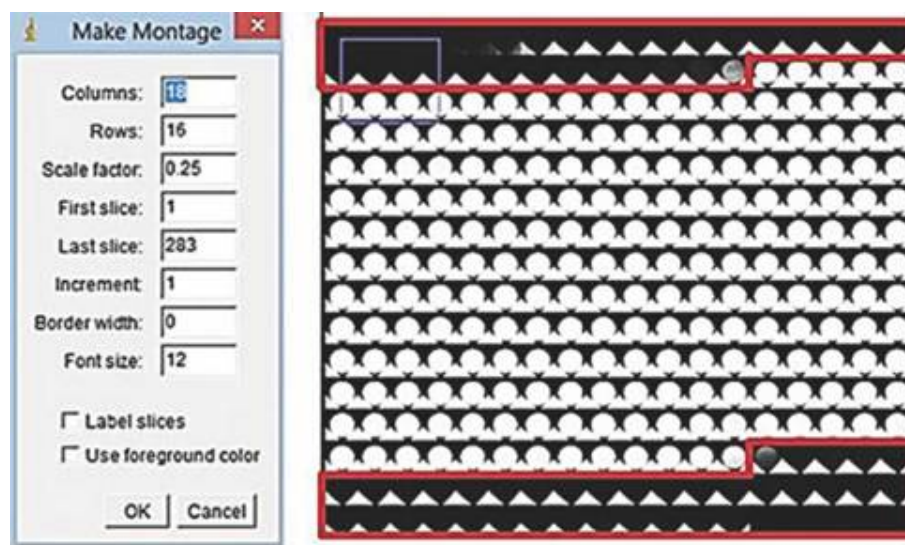 Make Montage
Columns: 18
Rows: 16
Scale factor: 0.25
First slice: 1
Last slice: 283
Increment: 1
Border width: 0
Font size: 12
Label slices
Use foreground color
OK Cancel